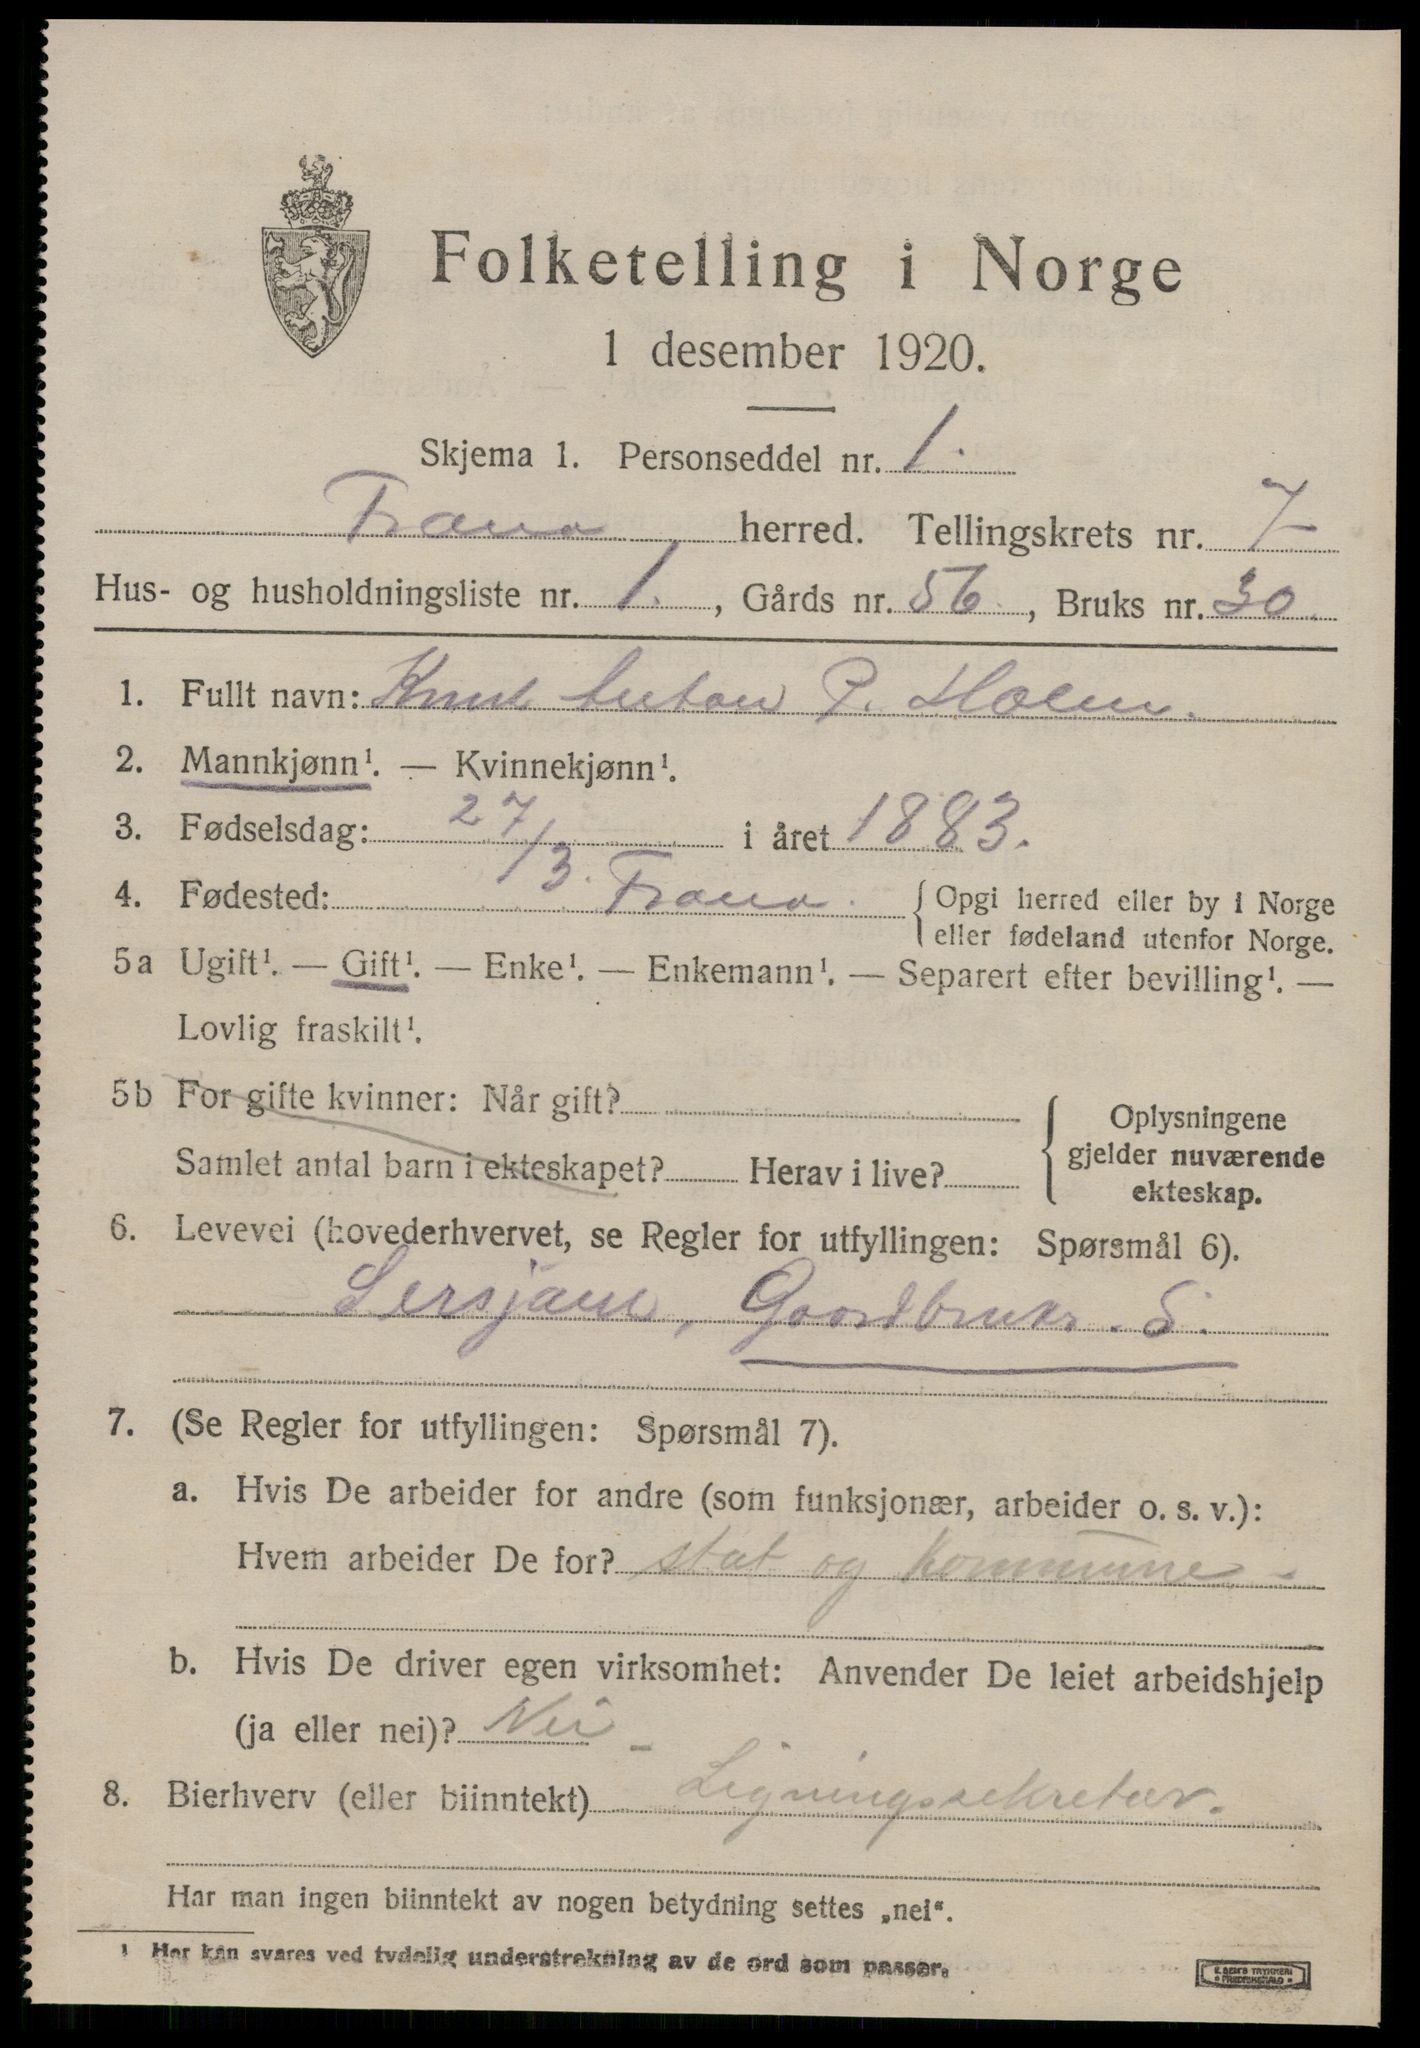 Folketelling i Norge
1 desember 1920.
Skjema 1. Personseddel nr. 1.
Fræna herred. Tellingskrets nr. 7
Hus- og husholdningsliste nr. 1., Gårds nr. 56., Bruks nr. 30.
1. Fullt navn: Knut Anton P. Holm.
2. Mannkjønn¹. — Kvinnekjønn¹.
3. Fødselsdag: 27/3. i året 1883.
4. Fødested: Fræna. { Opgi herred eller by i Norge
eller fødeland utenfor Norge.
5a Ugift¹. — Gift¹. — Enke¹. — Enkemann¹. — Separert efter bevilling¹. —
Lovlig fraskilt¹.
5b For gifte kvinner: Når gift?
Samlet antal barn i ekteskapet? Herav i live?
{ Oplysningene
gjelder nuværende
ekteskap.
6. Levevei (hovederhvervet, se Regler for utfyllingen: Spørsmål 6).
Sersjant, Gaardbruker. S.
7. (Se Regler for utfyllingen: Spørsmål 7).
a. Hvis De arbeider for andre (som funksjonær, arbeider o. s. v.):
Hvem arbeider De for? stat og kommune -
b. Hvis De driver egen virksomhet: Anvender De leiet arbeidshjelp
(ja eller nei)? Nei -
8. Bierhverv (eller biinntekt) Ligningssekretær.
Har man ingen biinntekt av nogen betydning settes „nei“.
¹ Her kan svares ved tydelig understrekning av de ord som passer.
E. SEM'S TRYKKERI
FREDRIKSHALD